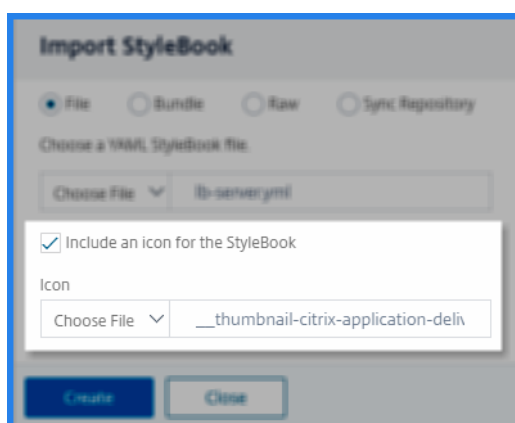 Import StyleBook
File Bundle Raw Sync Repository
Choose a YAML StyleBook file.
Choose File lb-server.yml
Include an icon for the StyleBook
Icon
Choose File __thumbnail-citrix-application-deliv
Create Close